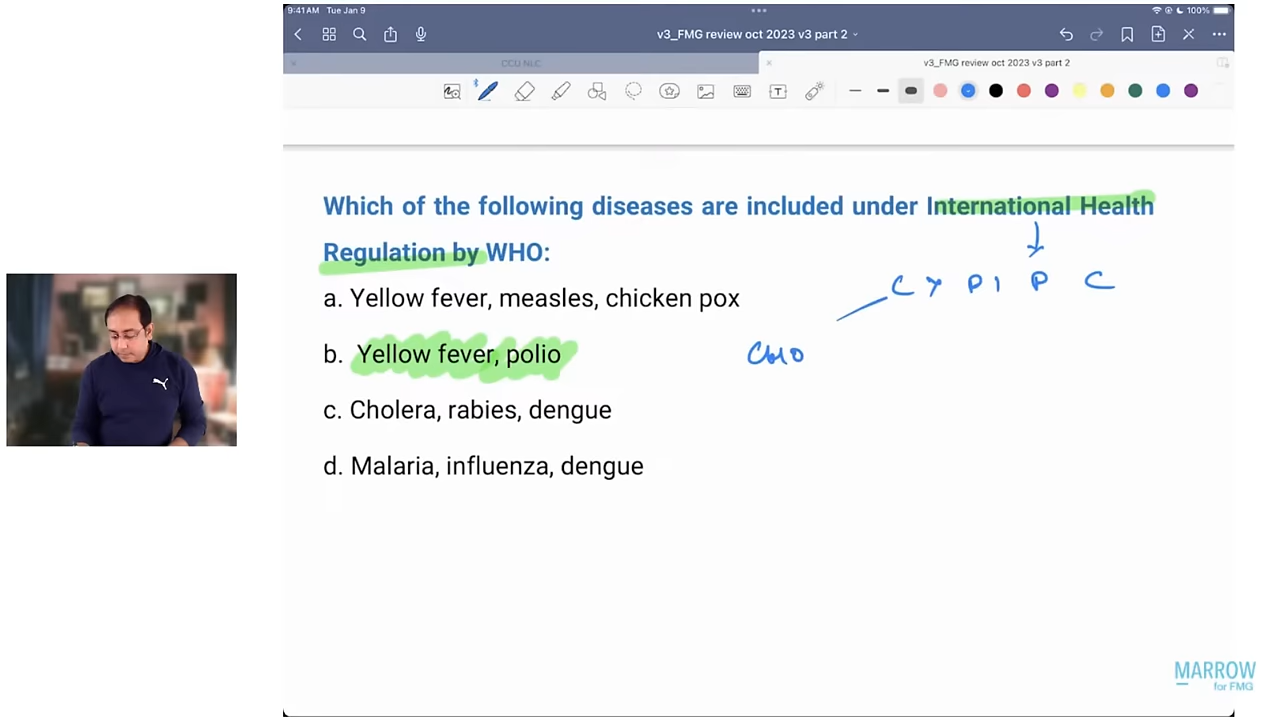 9:41 AM Tue Jan 9
100%
v3_FMG review oct 2023 v3 part 2
CCU NLC
v3_FMG review oct 2023 v3 part 2
Which of the following diseases are included under International Health
Regulation by WHO:
a. Yellow fever, measles, chicken pox
C Y P I P C
b. Yellow fever, polio
Cholo
c. Cholera, rabies, dengue
d. Malaria, influenza, dengue
MARROW
for FMG